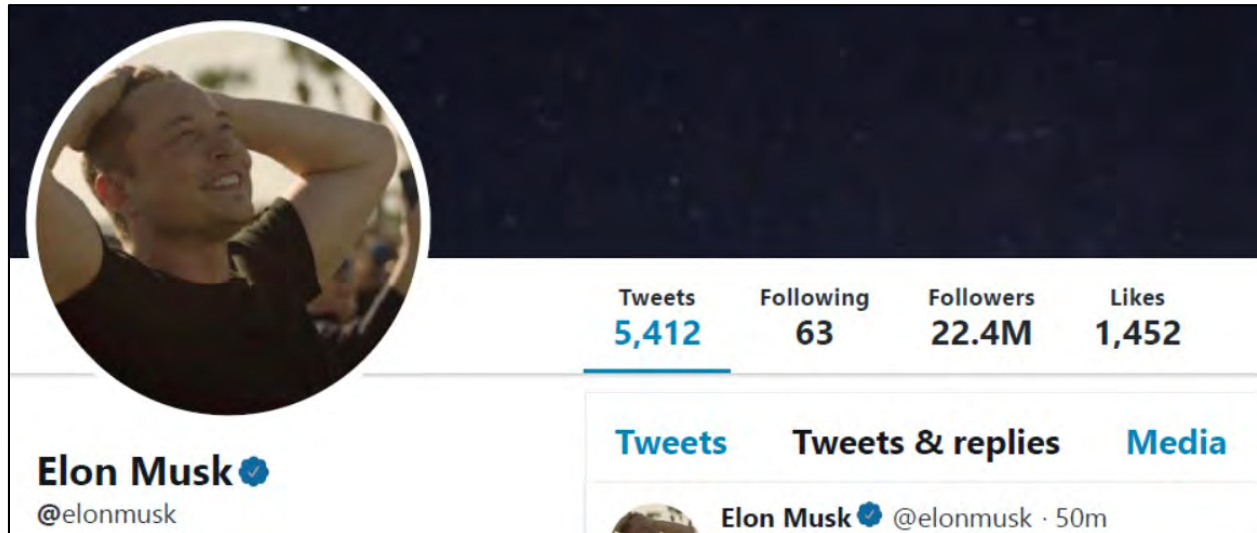 Tweets Following Followers Likes
5,412 63 22.4M 1,452
Tweets Tweets & replies Media
Elon Musk
@elonmusk
Elon Musk @elonmusk · 50m